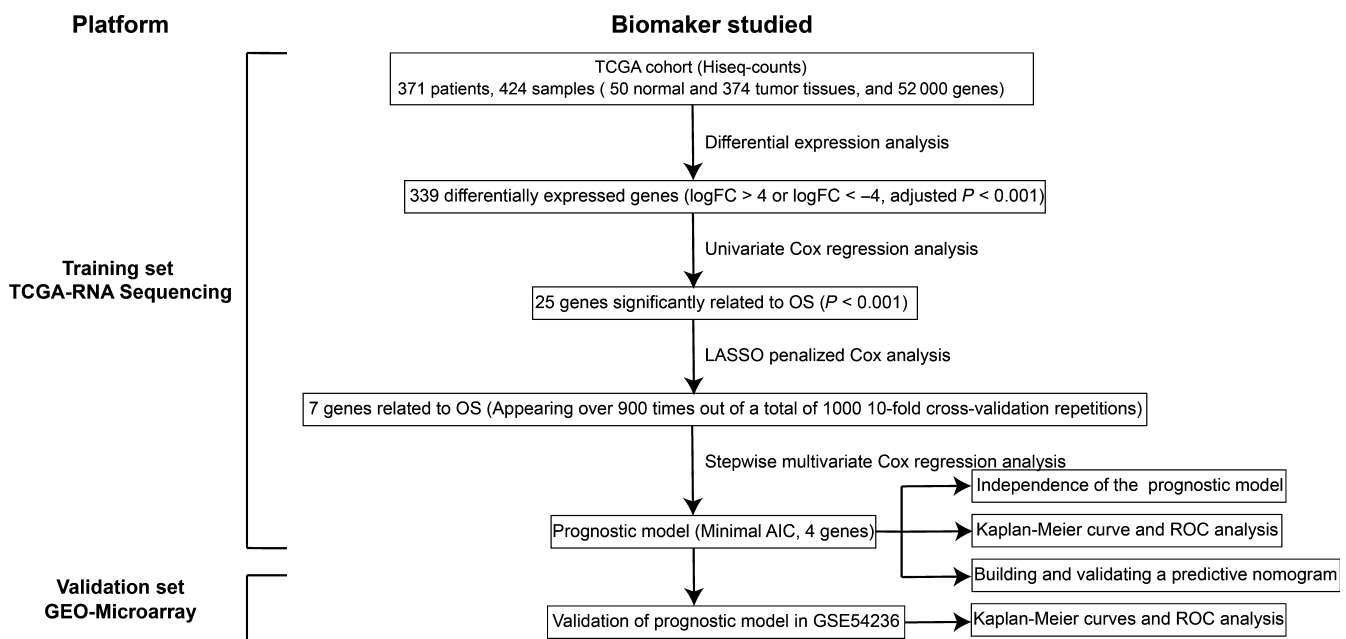 Platform
Biomaker studied
TCGA cohort (Hiseq-counts)
371 patients, 424 samples ( 50 normal and 374 tumor tissues, and 52 000 genes)
Differential expression analysis
339 differentially expressed genes (logFC > 4 or logFC < –4, adjusted P < 0.001)
Univariate Cox regression analysis
Training set
TCGA-RNA Sequencing
25 genes significantly related to OS (P < 0.001)
LASSO penalized Cox analysis
7 genes related to OS (Appearing over 900 times out of a total of 1000 10-fold cross-validation repetitions)
Stepwise multivariate Cox regression analysis
Independence of the prognostic model
Prognostic model (Minimal AIC, 4 genes)
Kaplan-Meier curve and ROC analysis
Building and validating a predictive nomogram
Validation set
GEO-Microarray
Validation of prognostic model in GSE54236
Kaplan-Meier curves and ROC analysis